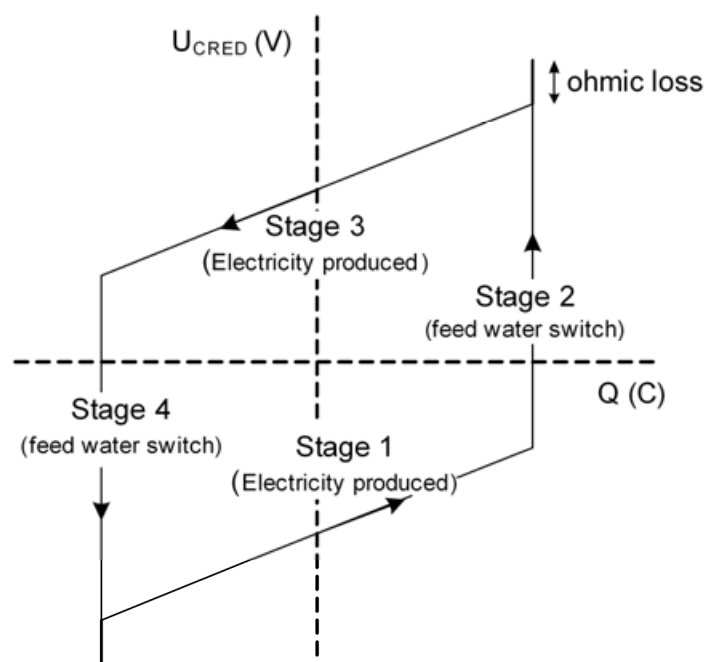 U_CRED (V)
ohmic loss
Stage 3
(Electricity produced)
Stage 2
(feed water switch)
Q (C)
Stage 4
(feed water switch)
Stage 1
(Electricity produced)